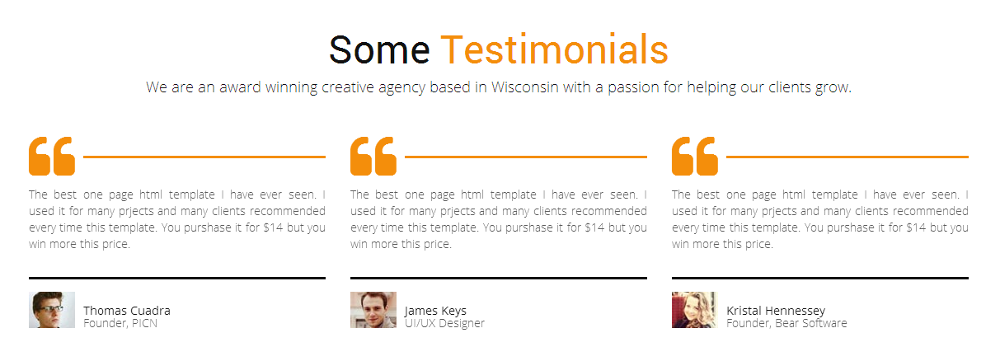 Some Testimonials
We are an award winning creative agency based in Wisconsin with a passion for helping our clients grow.
The best one page html template I have ever seen. I
used it for many prjects and many clients recommended
every time this template. You purshase it for $14 but you
win more this price.
Thomas Cuadra
Founder, PICN
The best one page html template I have ever seen. I
used it for many prjects and many clients recommended
every time this template. You purshase it for $14 but you
win more this price.
James Keys
UI/UX Designer
The best one page html template I have ever seen. I
used it for many prjects and many clients recommended
every time this template. You purshase it for $14 but you
win more this price.
Kristal Hennessey
Founder, Bear Software